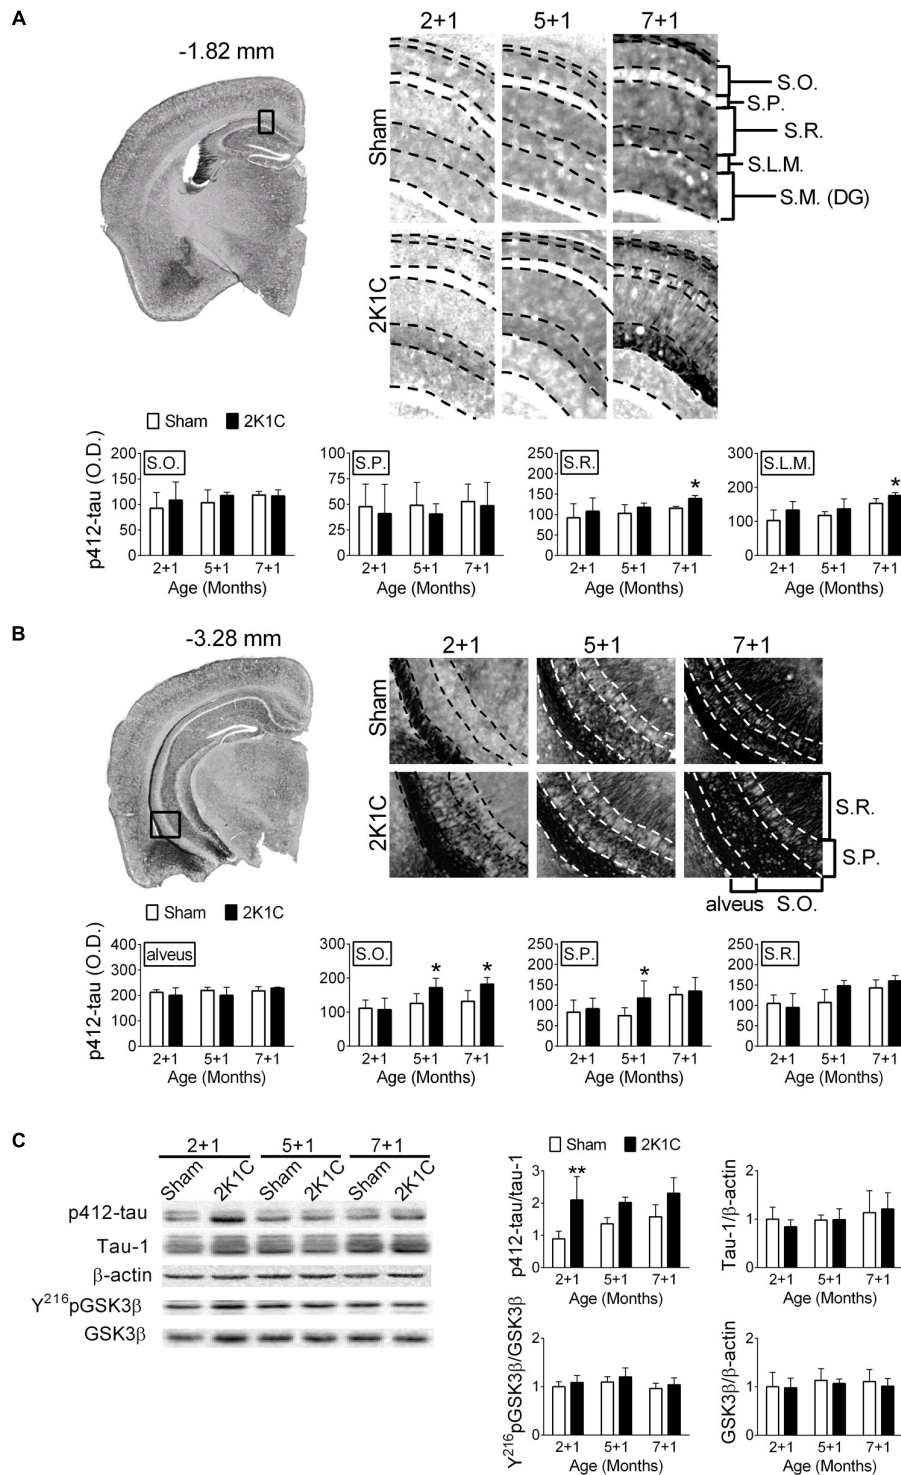 A
-1.82 mm
2+1 5+1 7+1
Sham
2K1C
S.O.
S.P.
S.R.
S.L.M.
S.M. (DG)
Sham 2K1C
p412-tau (O.D.)
S.O.
200
150
100
50
0
2+1 5+1 7+1
Age (Months)
S.P.
100
75
50
25
0
2+1 5+1 7+1
Age (Months)
S.R.
250
200
150
100
50
0
*
2+1 5+1 7+1
Age (Months)
S.L.M.
300
200
100
0
*
2+1 5+1 7+1
Age (Months)
B
-3.28 mm
2+1 5+1 7+1
Sham
2K1C
S.R.
S.P.
alveus S.O.
Sham 2K1C
p412-tau (O.D.)
alveus
400
300
200
100
0
2+1 5+1 7+1
Age (Months)
S.O.
300
200
100
0
* *
2+1 5+1 7+1
Age (Months)
S.P.
250
200
150
100
50
0
*
2+1 5+1 7+1
Age (Months)
S.R.
250
200
150
100
50
0
2+1 5+1 7+1
Age (Months)
C
2+1 5+1 7+1
Sham 2K1C Sham 2K1C Sham 2K1C
p412-tau
Tau-1
β-actin
Y216pGSK3β
GSK3β
Sham 2K1C
p412-tau/tau-1
3
2
1
0
**
2+1 5+1 7+1
Age (Months)
Tau-1/β-actin
2
1
0
2+1 5+1 7+1
Age (Months)
Y216pGSK3β/GSK3β
2
1
0
2+1 5+1 7+1
Age (Months)
GSK3β/β-actin
2
1
0
2+1 5+1 7+1
Age (Months)